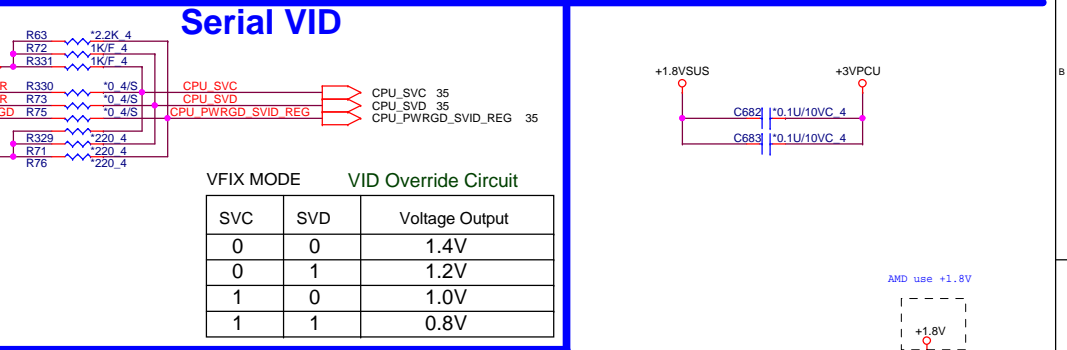 Serial VID
R63 *2.2K_4
R72 1K/F_4
R331 1K/F_4
R R330 *0_4/S CPU_SVC
R R73 *0_4/S CPU_SVD
GD R75 *0_4/S CPU_PWRGD_SVID_REG
CPU_SVC 35
CPU_SVD 35
CPU_PWRGD_SVID_REG 35
R329 *220_4
R71 *220_4
R76 *220_4
VFIX MODE VID Override Circuit
SVC SVD Voltage Output
0 0 1.4V
0 1 1.2V
1 0 1.0V
1 1 0.8V
+1.8VSUS +3VPCU
C682 *0.1U/10VC_4
C683 *0.1U/10VC_4
B
AMD use +1.8V
+1.8V